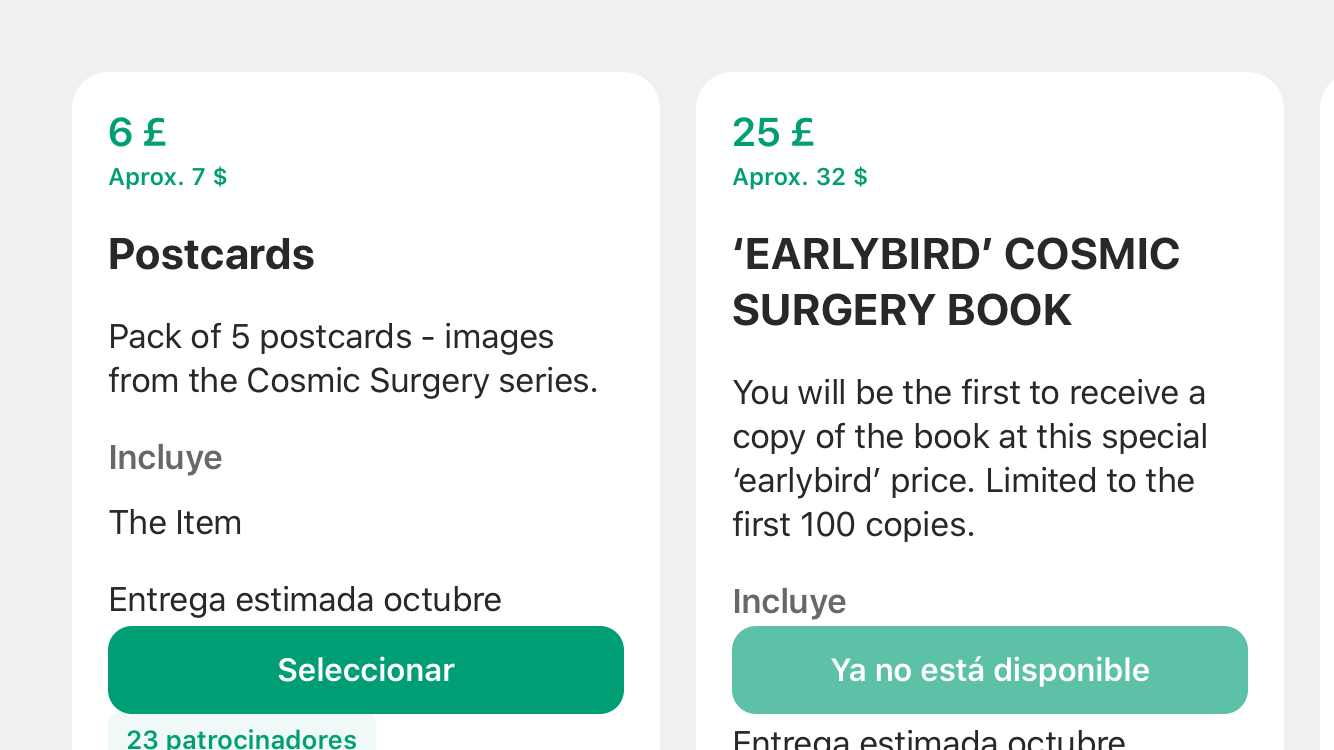 6 £
Aprox. 7 $
Postcards
Pack of 5 postcards - images
from the Cosmic Surgery series.
Incluye
The Item
Entrega estimada octubre
Seleccionar
23 patrocinadores
25 £
Aprox. 32 $
‘EARLYBIRD’ COSMIC
SURGERY BOOK
You will be the first to receive a
copy of the book at this special
‘earlybird’ price. Limited to the
first 100 copies.
Incluye
Ya no está disponible
Entrega estimada octubre